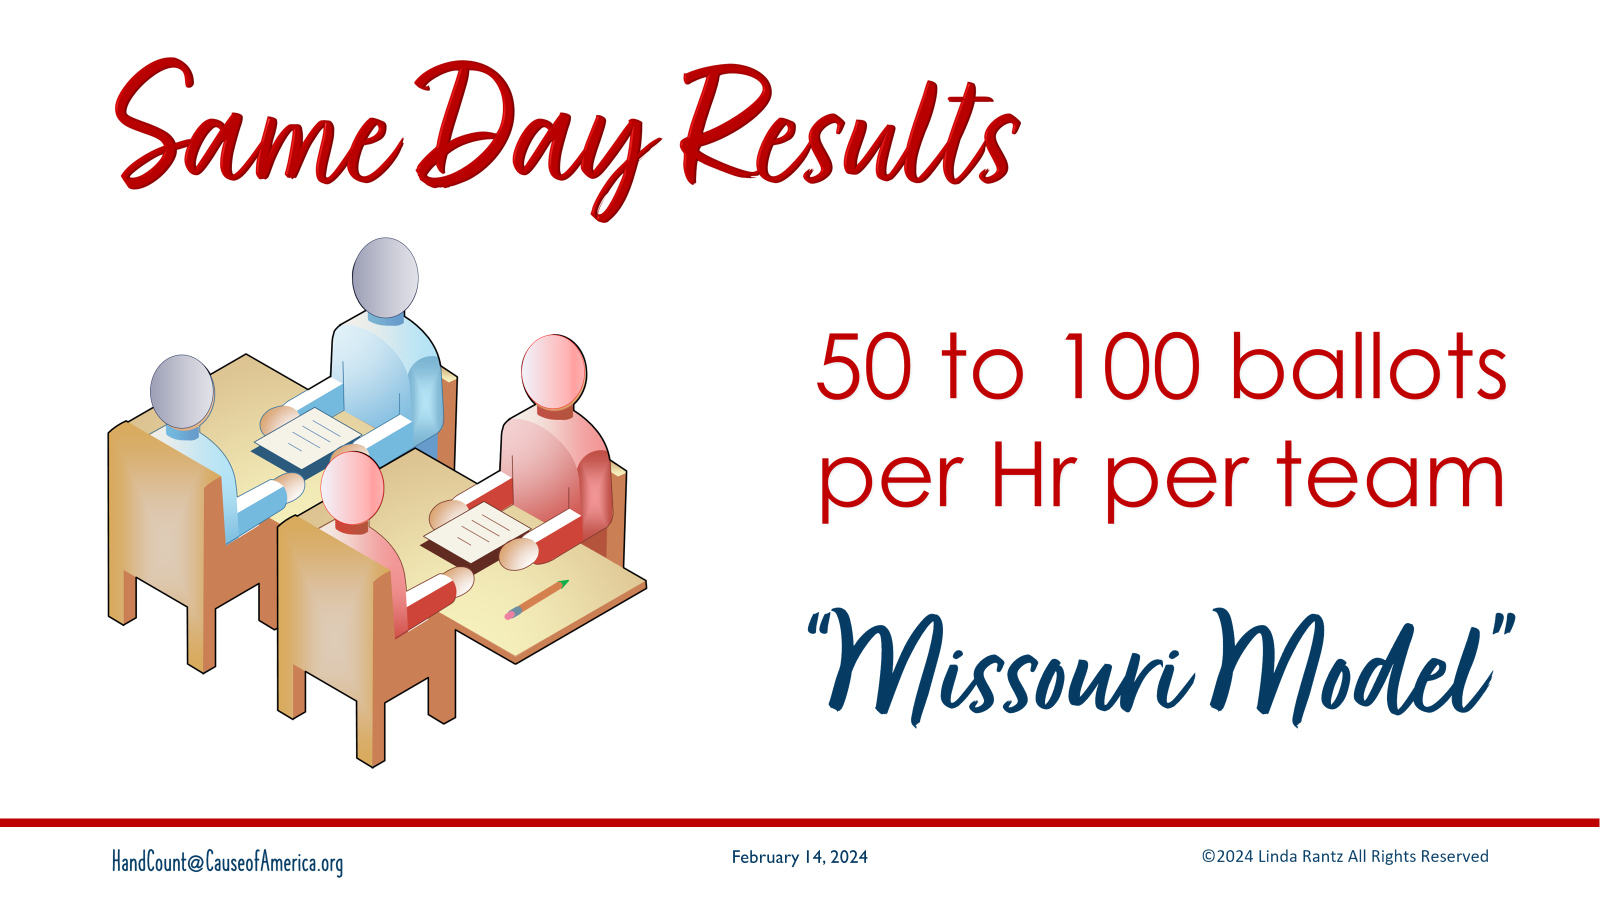 Same Day Results
50 to 100 ballots
per Hr per team
“Missouri Model”
HandCount@CauseofAmerica.org
February 14, 2024
©2024 Linda Rantz All Rights Reserved